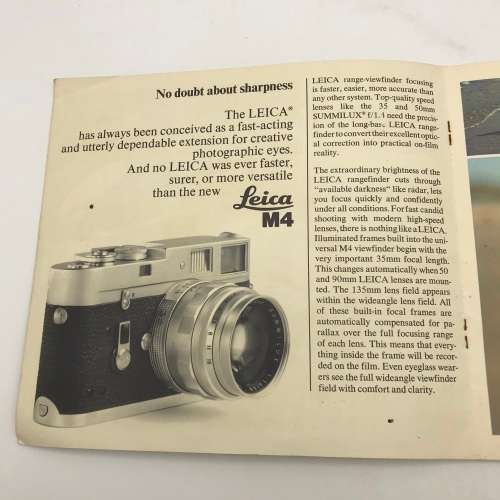 No doubt about sharpness
The LEICA®
has always been conceived as a fast-acting
and utterly dependable extension for creative
photographic eyes.
And no LEICA was ever faster,
surer, or more versatile
than the new Leica
M4
LEICA range-viewfinder focusing
is faster, easier, more accurate than
any other system. Top-quality speed
lenses like the 35 and 50mm
SUMMILUX® f/1.4 need the preci-
sion of the long-base LEICA range-
finder to convert their excellent opti-
cal correction into practical on-film
reality.
The extraordinary brightness of the
LEICA rangefinder cuts through
"available darkness" like radar, lets
you focus quickly and confidently
under all conditions. For fast candid
shooting with modern high-speed
lenses, there is nothing like a LEICA.
Illuminated frames built into the uni-
versal M4 viewfinder begin with the
very important 35mm focal length.
This changes automatically when 50
and 90mm LEICA lenses are moun-
ted. The 135mm lens field appears
within the wideangle lens field. All
of these built-in focal frames are
automatically compensated for pa-
rallax over the full focusing range
of each lens. This means that every-
thing inside the frame will be recor-
ded on the film. Even eyeglass wear-
ers see the full wideangle viewfinder
field with comfort and clarity.